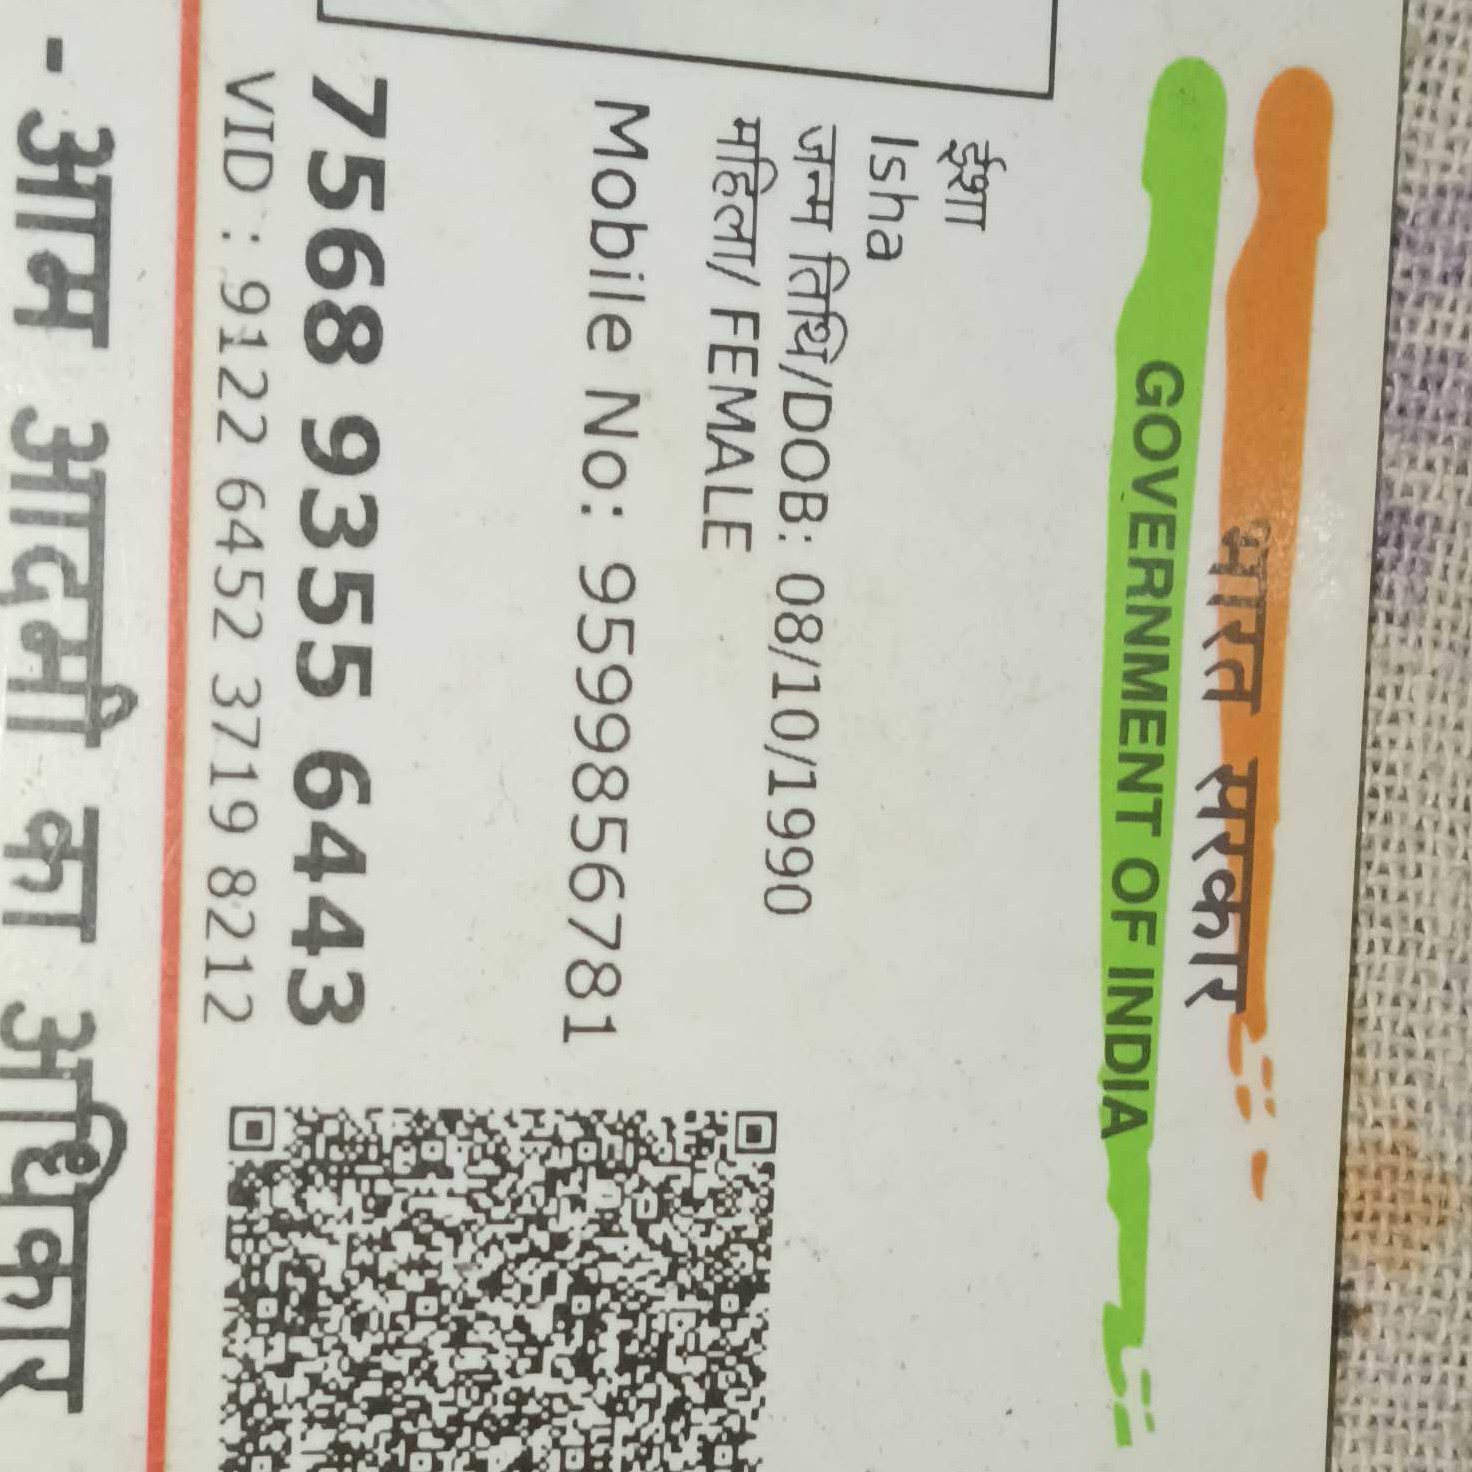 भारत सरकार
GOVERNMENT OF INDIA
ईशा
Isha
जन्म तिथि/DOB: 08/10/1990
महिला/ FEMALE
Mobile No: 9599856781
7568 9355 6443
VID : 9122 6452 3719 8212
- आम आदमी का अधिकार